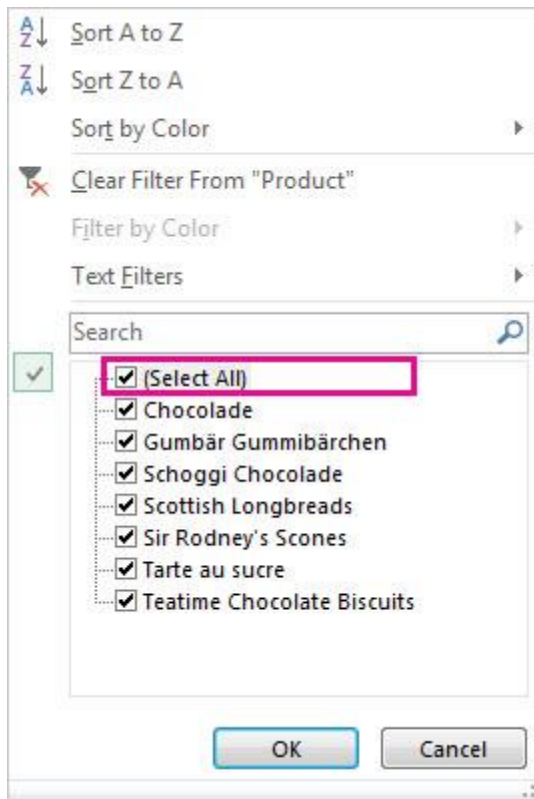 Sort A to Z
Sort Z to A
Sort by Color
Clear Filter From "Product"
Filter by Color
Text Filters
Search
(Select All)
Chocolade
Gumbär Gummibärchen
Schoggi Chocolade
Scottish Longbreads
Sir Rodney's Scones
Tarte au sucre
Teatime Chocolate Biscuits
OK Cancel